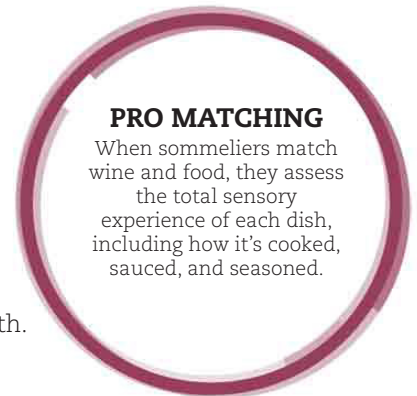 PRO MATCHING
When sommeliers match
wine and food, they assess
the total sensory
experience of each dish,
including how it’s cooked,
sauced, and seasoned.
th.